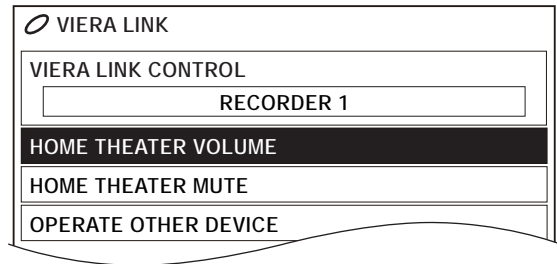 VIERA LINK
VIERA LINK CONTROL
RECORDER 1
HOME THEATER VOLUME
HOME THEATER MUTE
OPERATE OTHER DEVICE